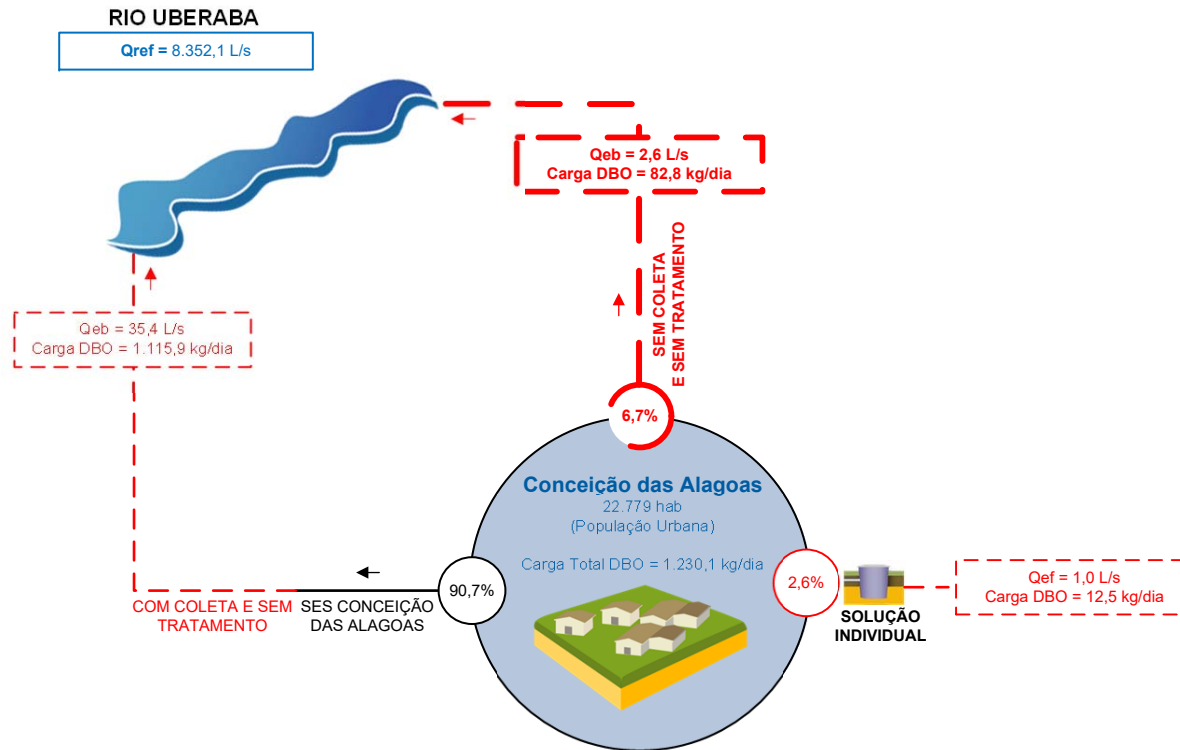 RIO UBERABA
Qref = 8.352,1 L/s
Qeb = 2,6 L/s
Carga DBO = 82,8 kg/dia
SEM COLETA
E SEM TRATAMENTO
Qeb = 35,4 L/s
Carga DBO = 1.115,9 kg/dia
6,7%
Conceição das Alagoas
22.779 hab
(População Urbana)
Carga Total DBO = 1.230,1 kg/dia
90,7%
COM COLETA E SEM
TRATAMENTO
SES CONCEIÇÃO
DAS ALAGOAS
2,6%
SOLUÇÃO
INDIVIDUAL
Qef = 1,0 L/s
Carga DBO = 12,5 kg/dia